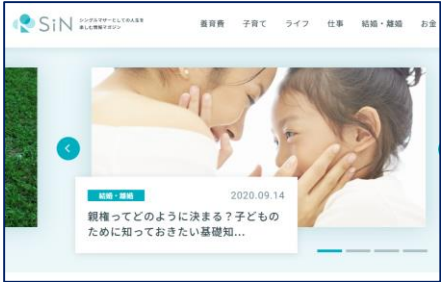 SiN シングルマザーとしての人生を
楽しむ情報マガジン
養育費 子育て ライフ 仕事 結婚・離婚 お金
結婚・離婚 2020.09.14
親権ってどのように決まる？子どもの
ために知っておきたい基礎知...